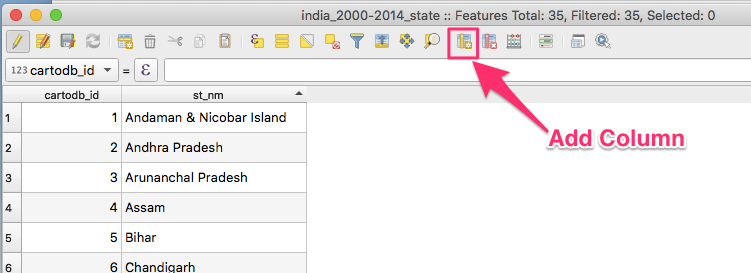 india_2000-2014_state :: Features Total: 35, Filtered: 35, Selected: 0
123 cartodb_id = ε
Add Column
cartodb_id st_nm
1 1 Andaman & Nicobar Island
2 2 Andhra Pradesh
3 3 Arunanchal Pradesh
4 4 Assam
5 5 Bihar
6 6 Chandigarh